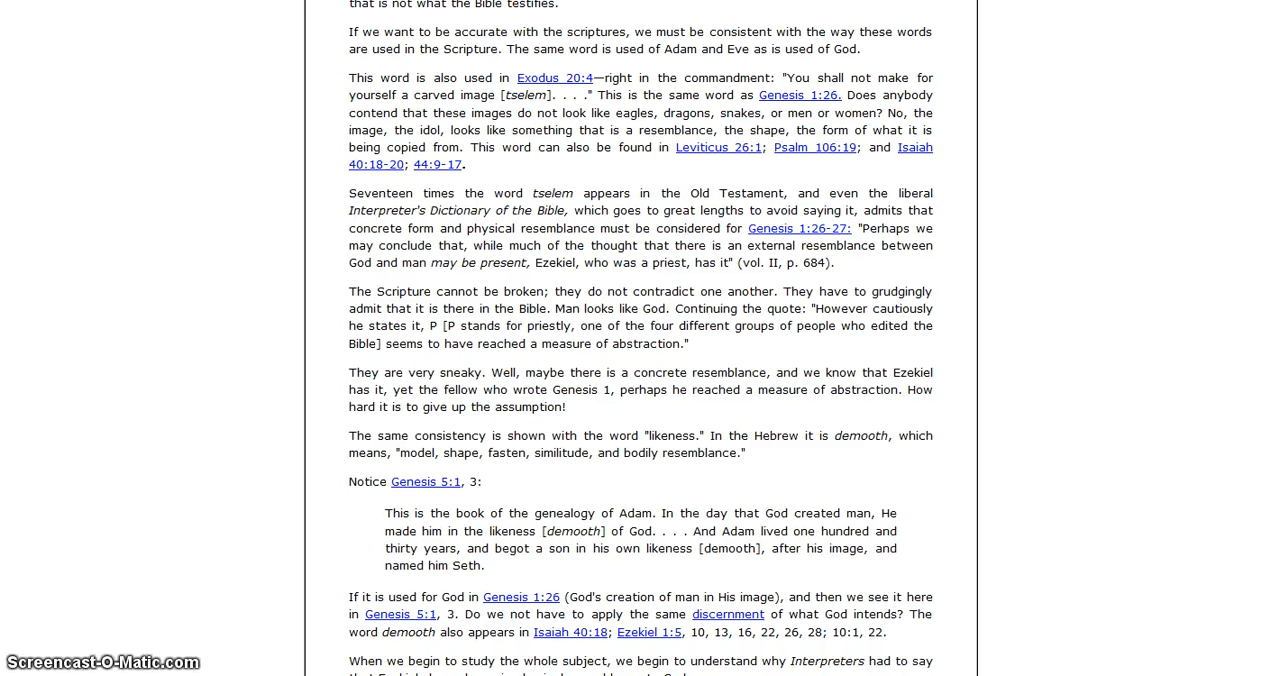 that is not what the Bible testifies.
If we want to be accurate with the scriptures, we must be consistent with the way these words
are used in the Scripture. The same word is used of Adam and Eve as is used of God.
This word is also used in Exodus 20:4—right in the commandment: "You shall not make for
yourself a carved image [tselem]. . . ." This is the same word as Genesis 1:26. Does anybody
contend that these images do not look like eagles, dragons, snakes, or men or women? No, the
image, the idol, looks like something that is a resemblance, the shape, the form of what it is
being copied from. This word can also be found in Leviticus 26:1; Psalm 106:19; and Isaiah
40:18-20; 44:9-17.
Seventeen times the word tselem appears in the Old Testament, and even the liberal
Interpreter's Dictionary of the Bible, which goes to great lengths to avoid saying it, admits that
concrete form and physical resemblance must be considered for Genesis 1:26-27: "Perhaps we
may conclude that, while much of the thought that there is an external resemblance between
God and man may be present, Ezekiel, who was a priest, has it" (vol. II, p. 684).
The Scripture cannot be broken; they do not contradict one another. They have to grudgingly
admit that it is there in the Bible. Man looks like God. Continuing the quote: "However cautiously
he states it, P [P stands for priestly, one of the four different groups of people who edited the
Bible] seems to have reached a measure of abstraction."
They are very sneaky. Well, maybe there is a concrete resemblance, and we know that Ezekiel
has it, yet the fellow who wrote Genesis 1, perhaps he reached a measure of abstraction. How
hard it is to give up the assumption!
The same consistency is shown with the word "likeness." In the Hebrew it is demooth, which
means, "model, shape, fasten, similitude, and bodily resemblance."
Notice Genesis 5:1, 3:
This is the book of the genealogy of Adam. In the day that God created man, He
made him in the likeness [demooth] of God. . . . And Adam lived one hundred and
thirty years, and begot a son in his own likeness [demooth], after his image, and
named him Seth.
If it is used for God in Genesis 1:26 (God's creation of man in His image), and then we see it here
in Genesis 5:1, 3. Do we not have to apply the same discernment of what God intends? The
word demooth also appears in Isaiah 40:18; Ezekiel 1:5, 10, 13, 16, 22, 26, 28; 10:1, 22.
When we begin to study the whole subject, we begin to understand why Interpreters had to say
Screencast-O-Matic.com